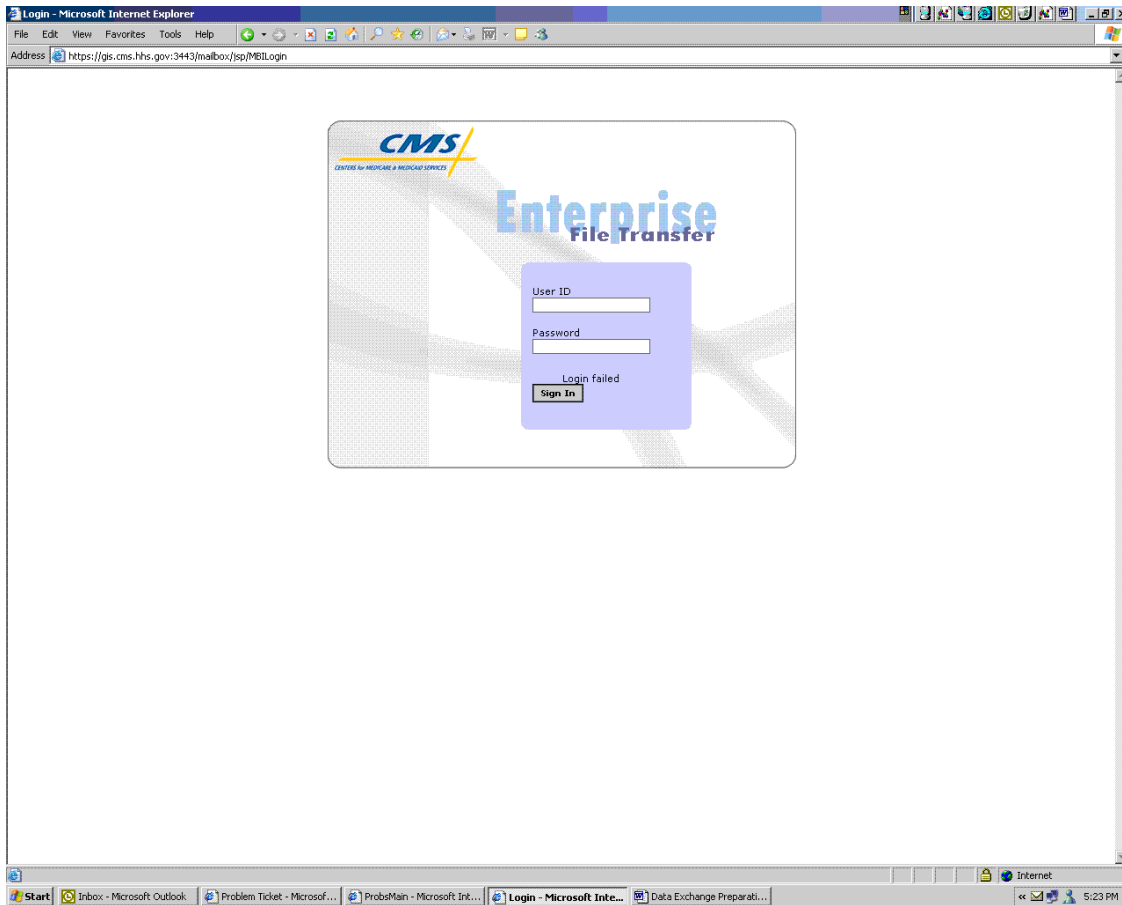 Login - Microsoft Internet Explorer
File Edit View Favorites Tools Help
Address https://gis.cms.hhs.gov:3443/mailbox/jsp/MBILogin
CMS
CENTERS for MEDICARE & MEDICAID SERVICES
Enterprise
File Transfer
User ID
Password
Login failed
Sign In
Internet
Start Inbox - Microsoft Outlook Problem Ticket - Microsof... ProbsMain - Microsoft Int... Login - Microsoft Inte... Data Exchange Preparati... « 5:23 PM